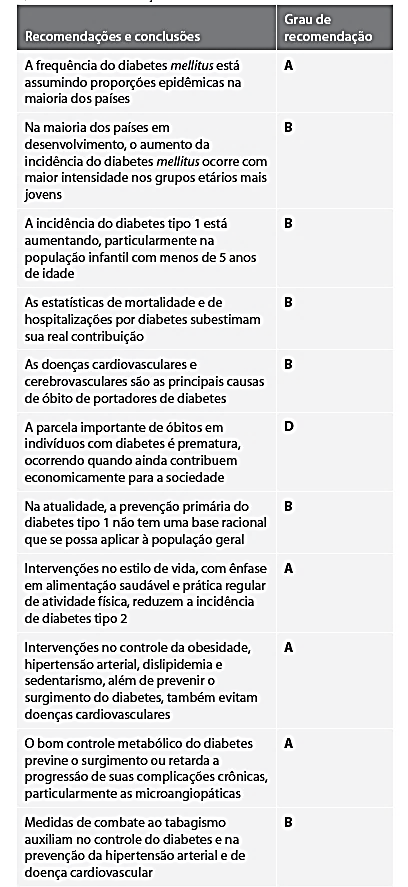 Recomendações e conclusões
Grau de
recomendação
A frequência do diabetes mellitus está
assumindo proporções epidêmicas na
maioria dos países
A
Na maioria dos países em
desenvolvimento, o aumento da
incidência do diabetes mellitus ocorre com
maior intensidade nos grupos etários mais
jovens
B
A incidência do diabetes tipo 1 está
aumentando, particularmente na
população infantil com menos de 5 anos
de idade
B
As estatísticas de mortalidade e de
hospitalizações por diabetes subestimam
sua real contribuição
B
As doenças cardiovasculares e
cerebrovasculares são as principais causas
de óbito de portadores de diabetes
B
A parcela importante de óbitos em
indivíduos com diabetes é prematura,
ocorrendo quando ainda contribuem
economicamente para a sociedade
D
Na atualidade, a prevenção primária do
diabetes tipo 1 não tem uma base racional
que se possa aplicar à população geral
B
Intervenções no estilo de vida, com ênfase
em alimentação saudável e prática regular
de atividade física, reduzem a incidência
de diabetes tipo 2
A
Intervenções no controle da obesidade,
hipertensão arterial, dislipidemia e
sedentarismo, além de prevenir o
surgimento do diabetes, também evitam
doenças cardiovasculares
A
O bom controle metabólico do diabetes
previne o surgimento ou retarda a
progressão de suas complicações crônicas,
particularmente as microangiopáticas
A
Medidas de combate ao tabagismo
auxiliam no controle do diabetes e na
prevenção da hipertensão arterial e de
doença cardiovascular
B